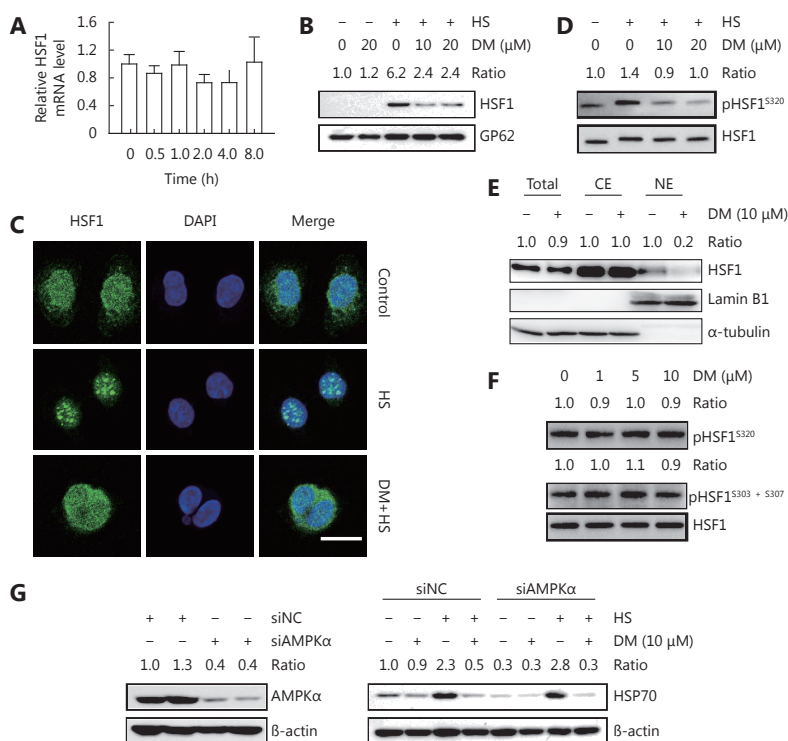 A
Relative HSF1
mRNA level
1.6
1.2
0.8
0.4
0
0 0.5 1.0 2.0 4.0 8.0
Time (h)
B
– – + + + HS
0 20 0 10 20 DM (μM)
1.0 1.2 6.2 2.4 2.4 Ratio
HSF1
GP62
D
– + + + HS
0 0 10 20 DM (μM)
1.0 1.4 0.9 1.0 Ratio
pHSF1S320
HSF1
C
HSF1 DAPI Merge
Control
HS
DM+HS
E
Total CE NE
– + – + – + DM (10 μM)
1.0 0.9 1.0 1.0 1.0 0.2 Ratio
HSF1
Lamin B1
α-tubulin
F
0 1 5 10 DM (μM)
1.0 0.9 1.0 0.9 Ratio
pHSF1S320
1.0 1.0 1.1 0.9 Ratio
pHSF1S303 + S307
HSF1
G
+ + – – siNC
– – + + siAMPKα
1.0 1.3 0.4 0.4 Ratio
AMPKα
ß-actin
siNC siAMPKα
– – + + – – + + HS
– + – + – + – + DM (10 μM)
1.0 0.9 2.3 0.5 0.3 0.3 2.8 0.3 Ratio
HSP70
ß-actin